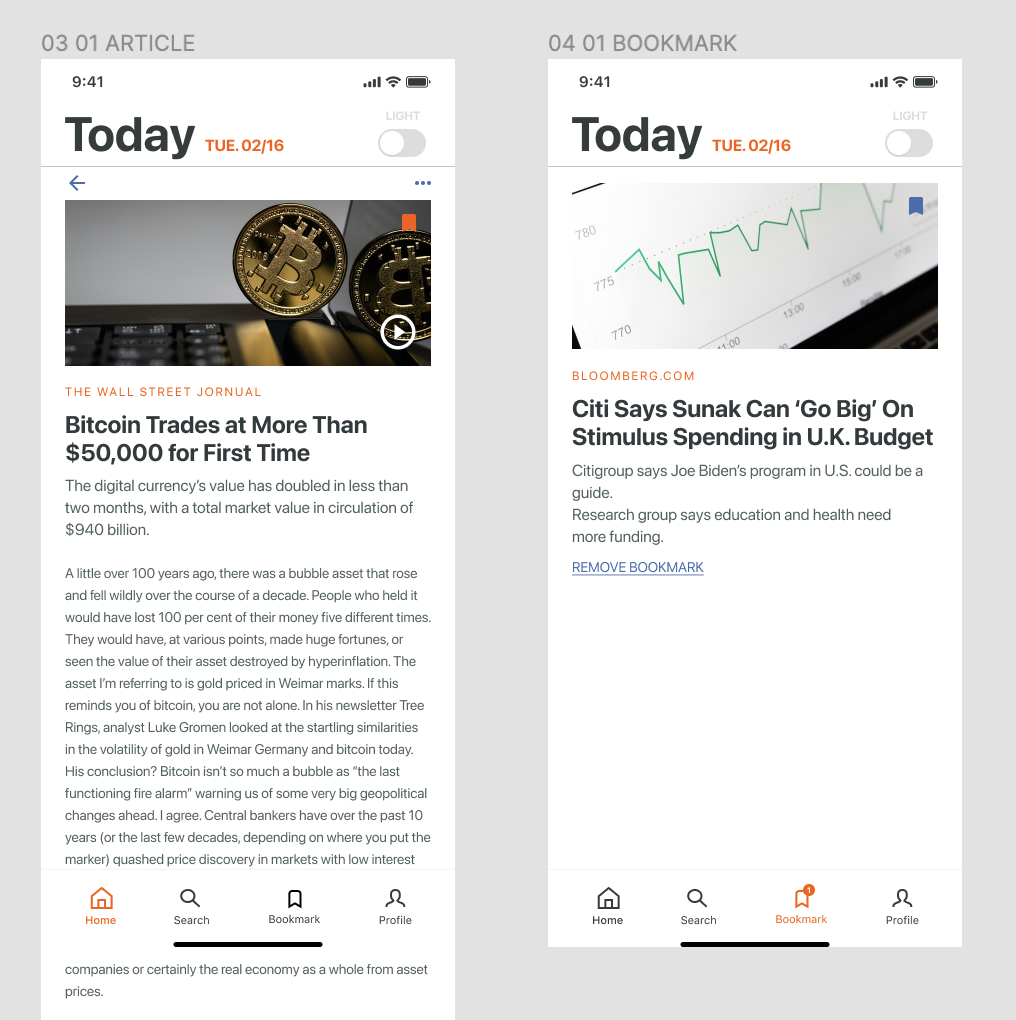 03 01 ARTICLE
9:41
LIGHT
Today TUE. 02/16
2016
THE WALL STREET JORNUAL
Bitcoin Trades at More Than
$50,000 for First Time
The digital currency’s value has doubled in less than
two months, with a total market value in circulation of
$940 billion.
A little over 100 years ago, there was a bubble asset that rose
and fell wildly over the course of a decade. People who held it
would have lost 100 per cent of their money five different times.
They would have, at various points, made huge fortunes, or
seen the value of their asset destroyed by hyperinflation. The
asset I’m referring to is gold priced in Weimar marks. If this
reminds you of bitcoin, you are not alone. In his newsletter Tree
Rings, analyst Luke Gromen looked at the startling similarities
in the volatility of gold in Weimar Germany and bitcoin today.
His conclusion? Bitcoin isn’t so much a bubble as “the last
functioning fire alarm” warning us of some very big geopolitical
changes ahead. I agree. Central bankers have over the past 10
years (or the last few decades, depending on where you put the
marker) quashed price discovery in markets with low interest
Home
Search
Bookmark
Profile
companies or certainly the real economy as a whole from asset
prices.
04 01 BOOKMARK
9:41
LIGHT
Today TUE. 02/16
780
775
770
11:00
13:00
15:00
17:00
BLOOMBERG.COM
Citi Says Sunak Can ‘Go Big’ On
Stimulus Spending in U.K. Budget
Citigroup says Joe Biden’s program in U.S. could be a
guide.
Research group says education and health need
more funding.
REMOVE BOOKMARK
Home
Search
1
Bookmark
Profile